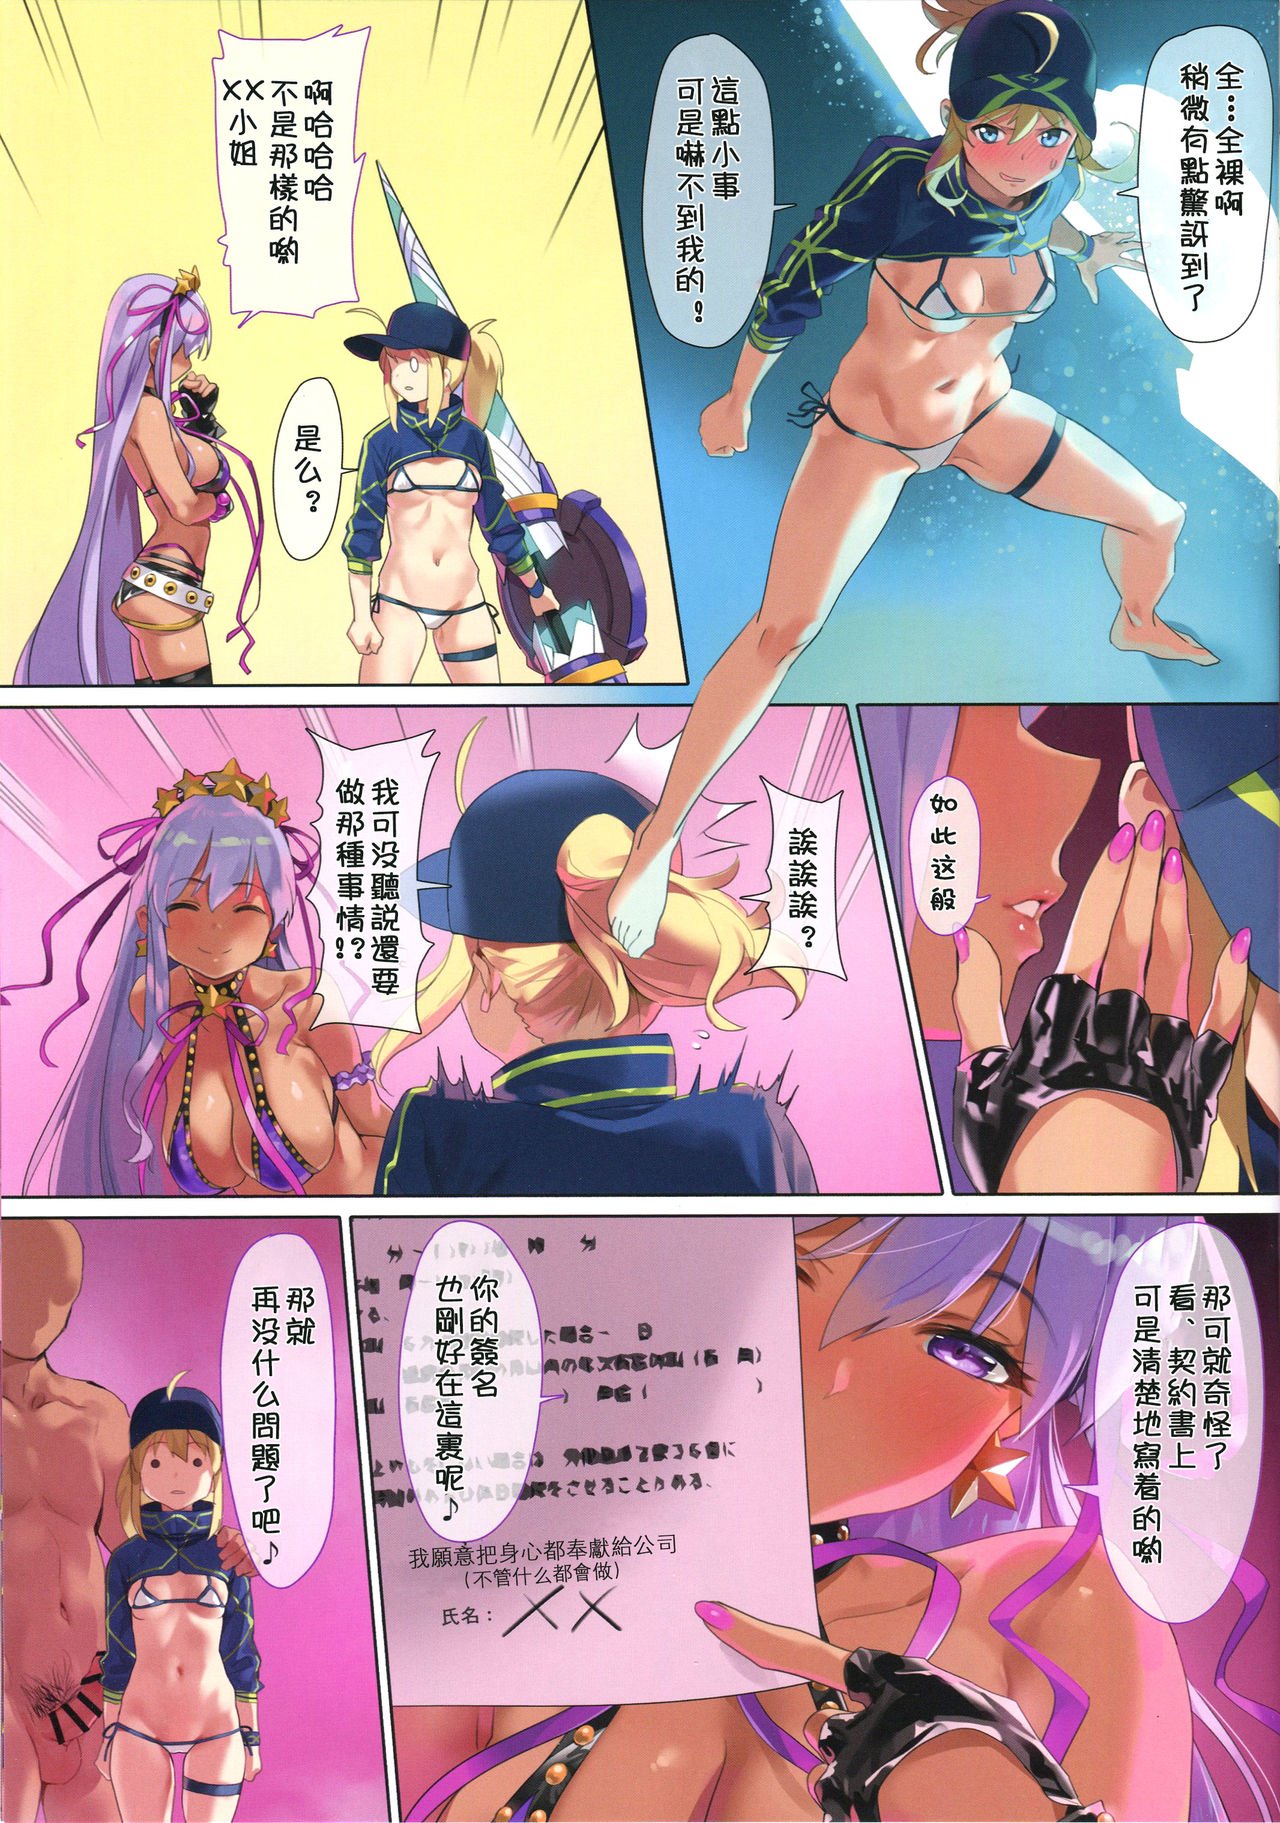 全…全裸啊
稍微有點驚訝到了
這點小事
可是嚇不到我的！
啊哈哈哈
不是那樣的喲
XX小姐
是么？
如此这般
誒誒誒？
我可没聽説還要
做那種事情!?
那可就奇怪了
看、契約書上
可是清楚地寫着的喲
你的簽名
也剛好在這裏呢♪
我願意把身心都奉獻給公司
(不管什么都會做)
氏名：XX
那就
再没什么問題了吧♪